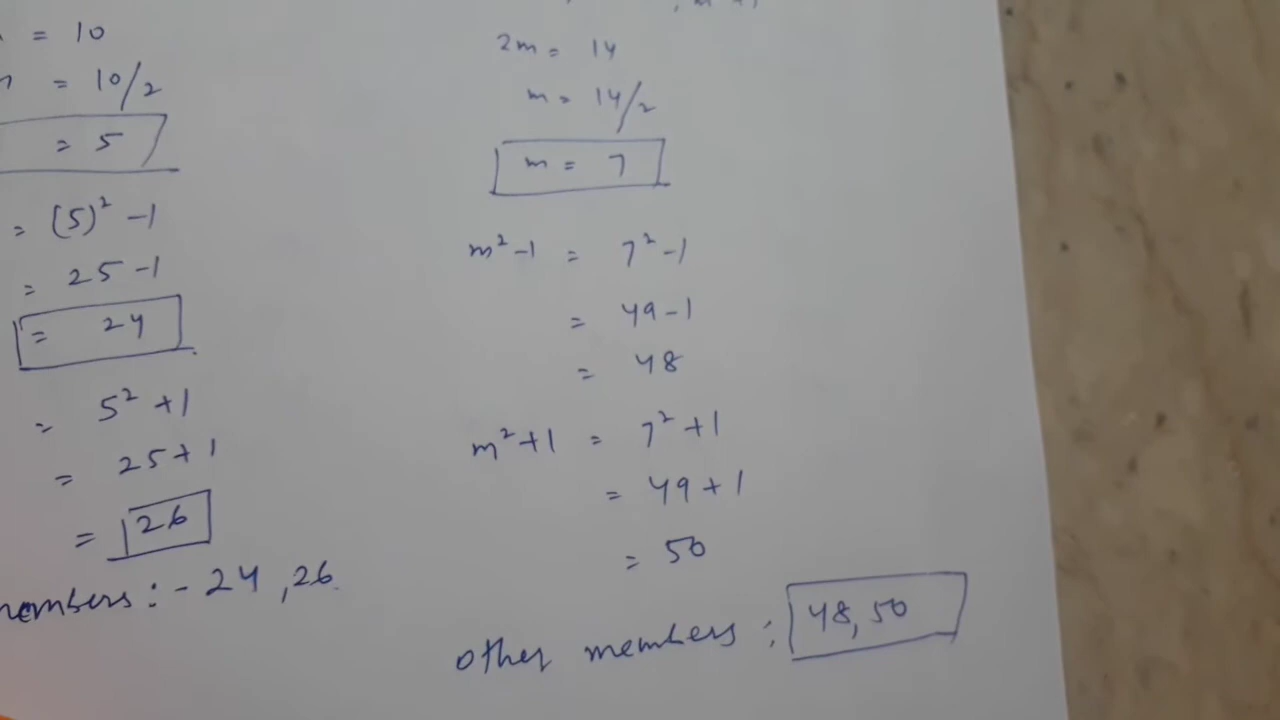 = 10
= 10/2
= 5
= (5)² -1
= 25-1
= 24
= 5² +1
= 25+1
= 26
members:- 24, 26
2m = 14
m = 14/2
m = 7
m²-1 = 7²-1
= 49-1
= 48
m²+1 = 7²+1
= 49+1
= 50
other members : 48, 50